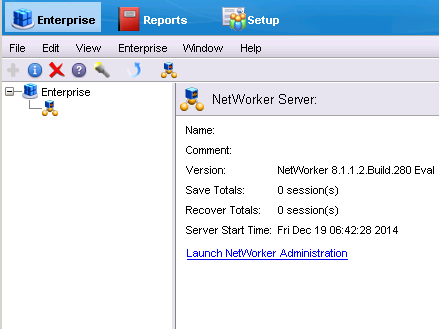 Enterprise Reports Setup
File Edit View Enterprise Window Help
Enterprise
NetWorker Server:
Name:
Comment:
Version: NetWorker 8.1.1.2.Build.280 Eval
Save Totals: 0 session(s)
Recover Totals: 0 session(s)
Server Start Time: Fri Dec 19 06:42:28 2014
Launch NetWorker Administration